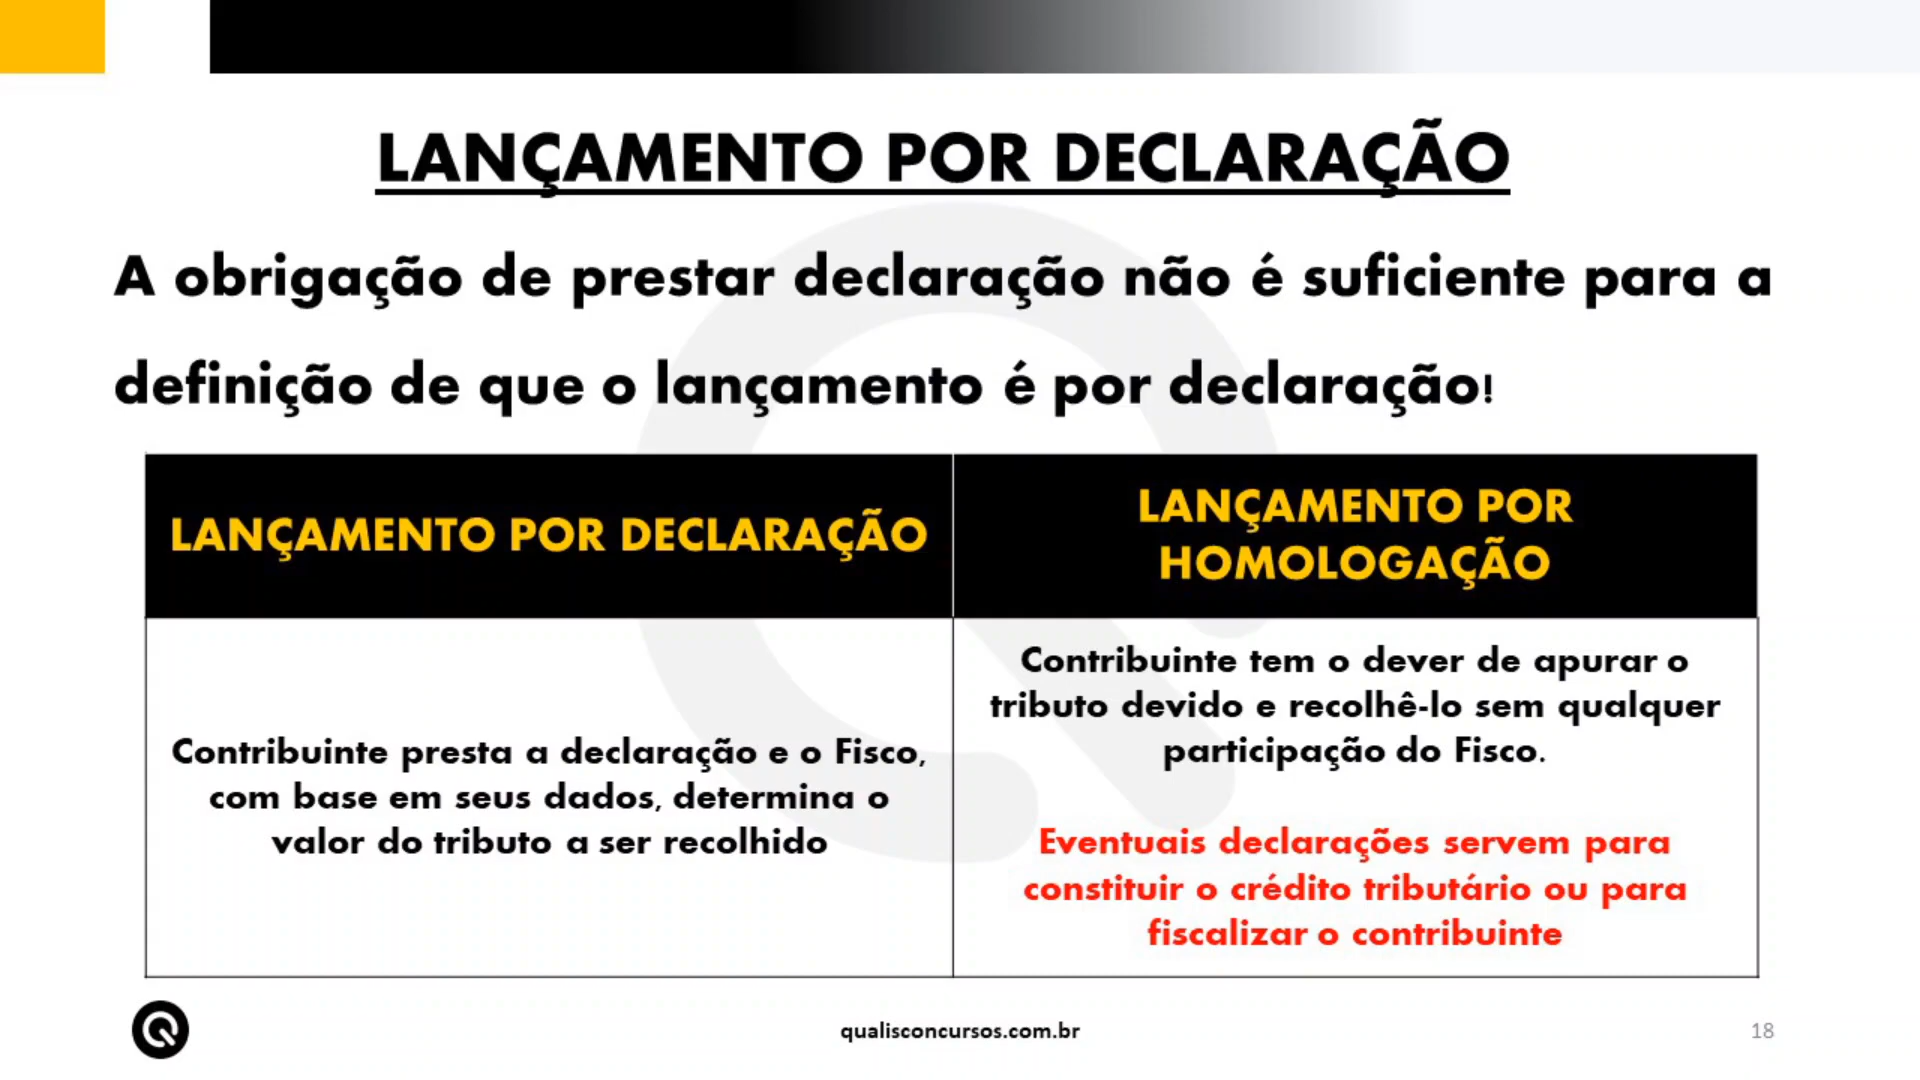 LANÇAMENTO POR DECLARAÇÃO
A obrigação de prestar declaração não é suficiente para a
definição de que o lançamento é por declaração!
LANÇAMENTO POR DECLARAÇÃO
LANÇAMENTO POR
HOMOLOGAÇÃO
Contribuinte presta a declaração e o Fisco,
com base em seus dados, determina o
valor do tributo a ser recolhido
Contribuinte tem o dever de apurar o
tributo devido e recolhê-lo sem qualquer
participação do Fisco.
Eventuais declarações servem para
constituir o crédito tributário ou para
fiscalizar o contribuinte
qualisconcursos.com.br
18